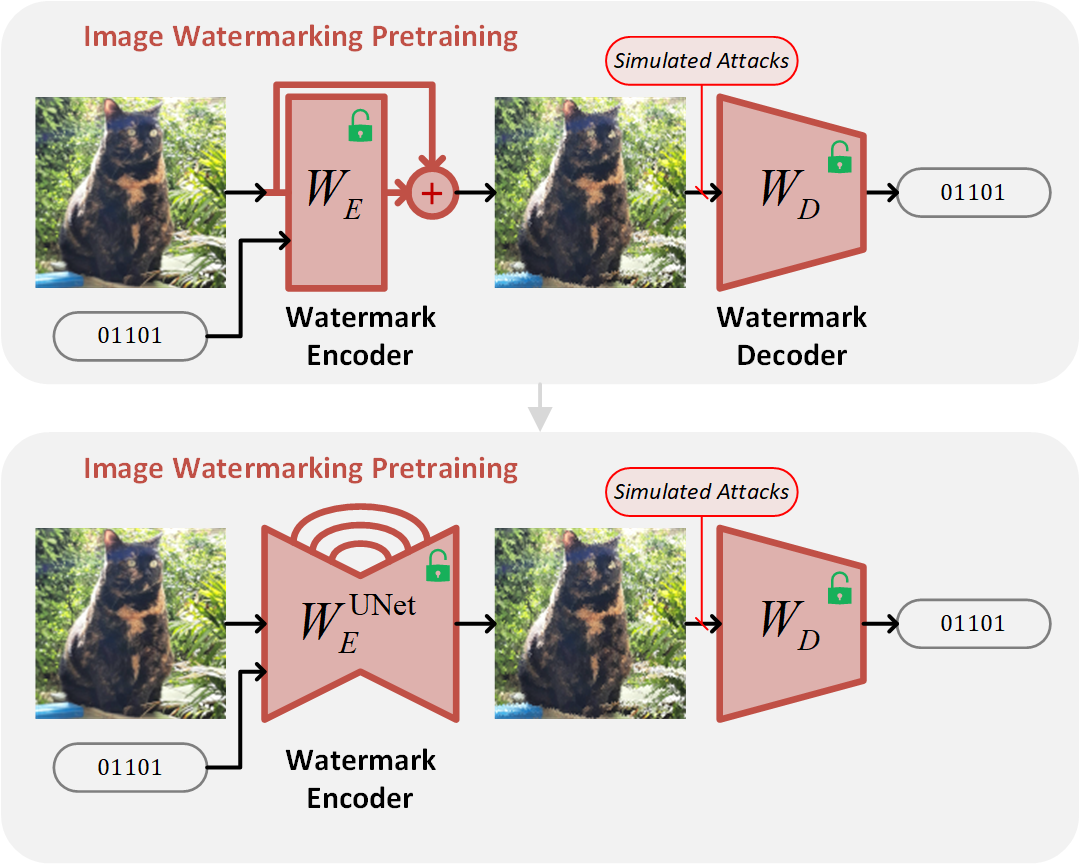 Image Watermarking Pretraining
Simulated Attacks
W_E
+
W_D
01101
01101
Watermark
Encoder
Watermark
Decoder
Image Watermarking Pretraining
Simulated Attacks
W_E^UNet
W_D
01101
01101
Watermark
Encoder